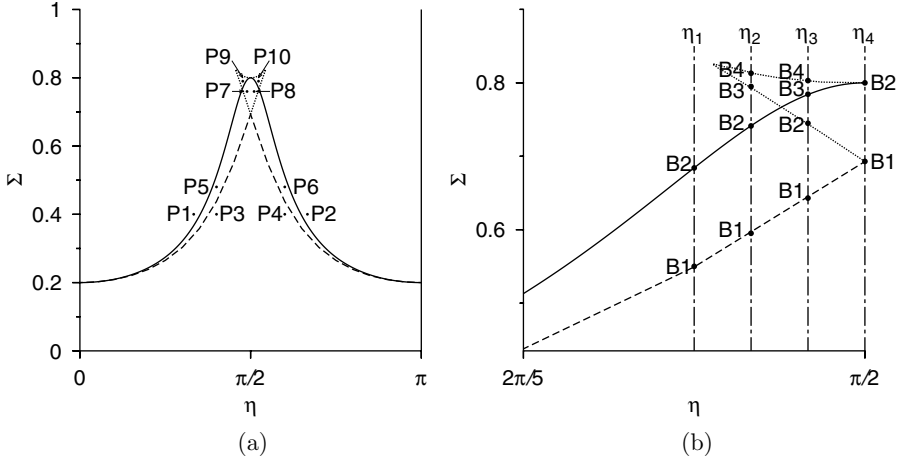 1
0.8
0.6
0.4
0.2
0
Σ
P9 P10
P7 P8
P5 P6
P1 P3 P4 P2
0 π/2 π
η
(a)
0.8
0.6
Σ
η1 η2 η3 η4
B4 B4
B3 B3 B2
B2 B2
B2 B1
B1
B1
B1
2π/5 π/2
η
(b)